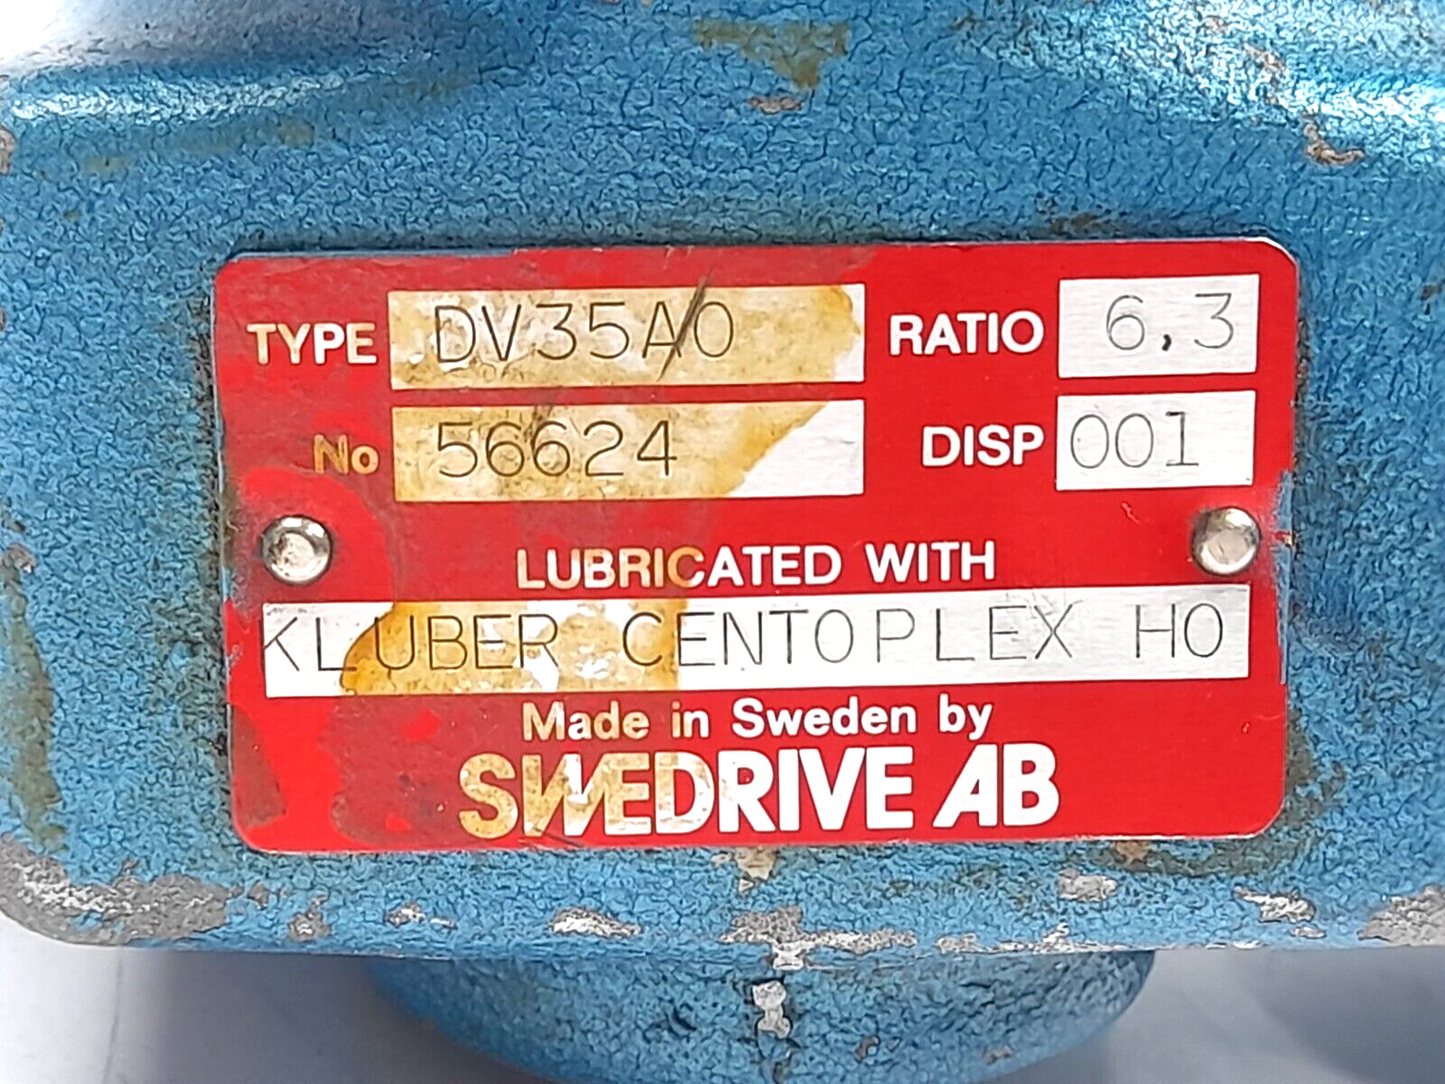 TYPE DV35A0 RATIO 6,3
No 56624 DISP 001
LUBRICATED WITH
KLUBER CENTOPLEX HO
Made in Sweden by
SWEDRIVE AB